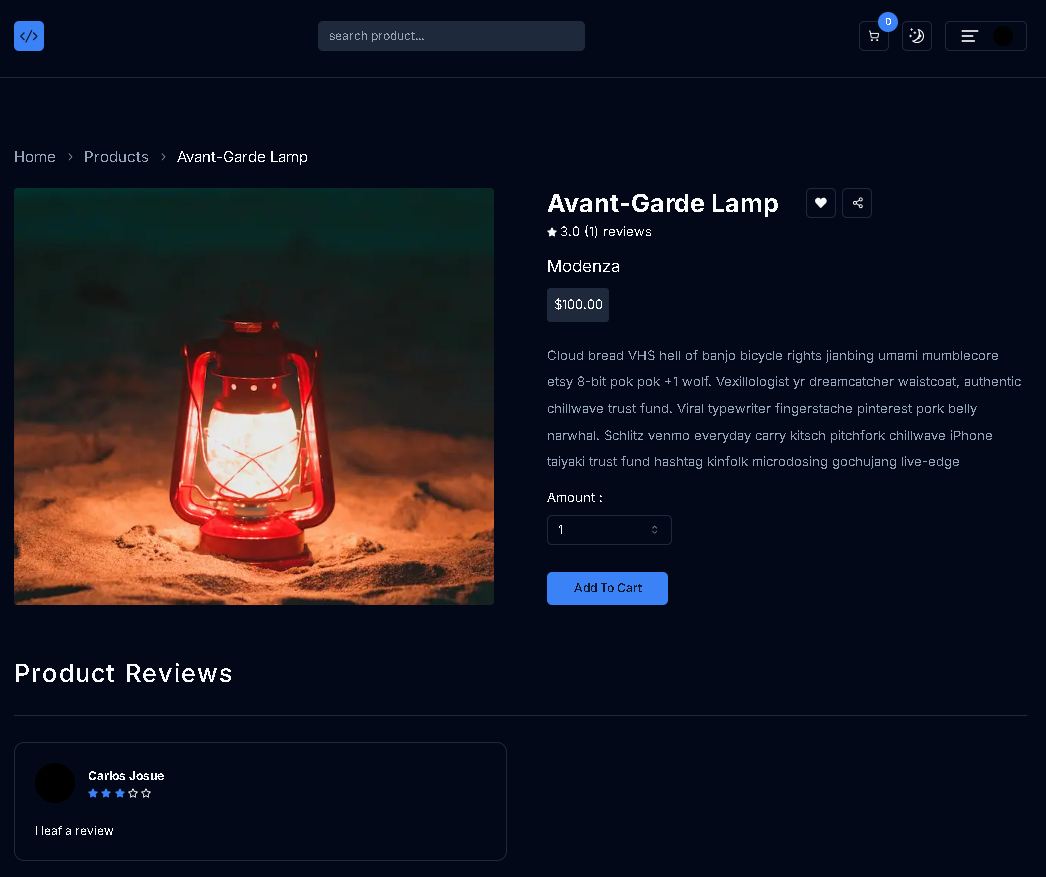 </>
search product...
0
Home > Products > Avant-Garde Lamp
Avant-Garde Lamp
3.0 (1) reviews
Modenza
$100.00
Cloud bread VHS hell of banjo bicycle rights jianbing umami mumblecore
etsy 8-bit pok pok +1 wolf. Vexillologist yr dreamcatcher waistcoat, authentic
chillwave trust fund. Viral typewriter fingerstache pinterest pork belly
narwhal. Schlitz venmo everyday carry kitsch pitchfork chillwave iPhone
taiyaki trust fund hashtag kinfolk microdosing gochujang live-edge
Amount :
1
Add To Cart
Product Reviews
Carlos Josue
I leaf a review